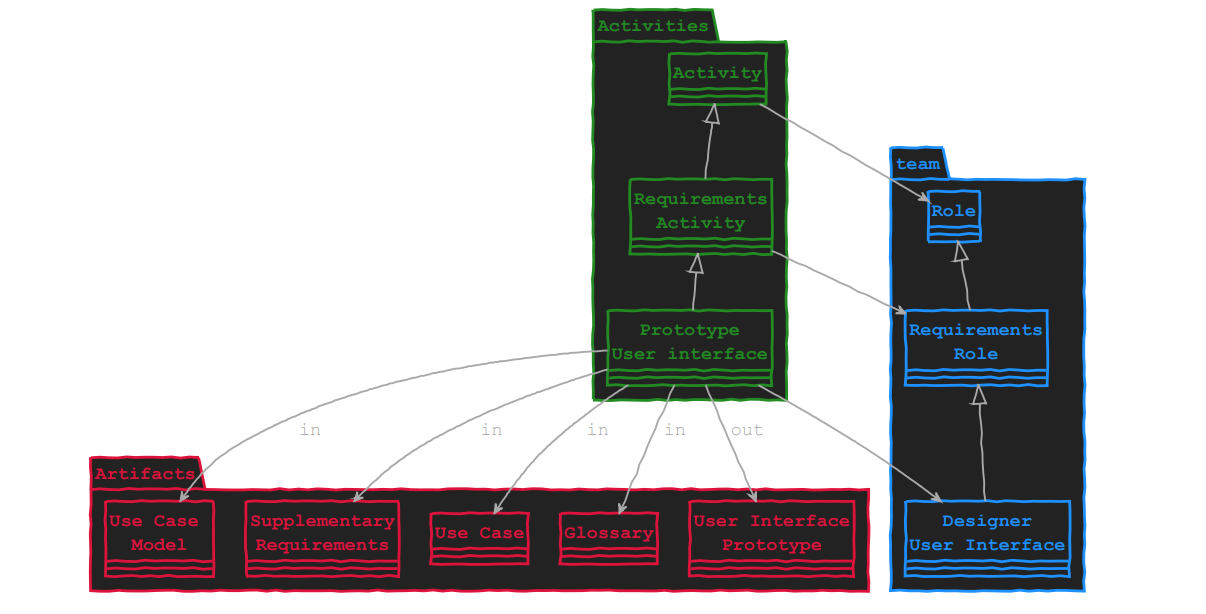 Activities
Activity
Requirements
Activity
Prototype
User interface
team
Role
Requirements
Role
Designer
User Interface
in
in
in
in
out
Artifacts
Use Case
Model
Supplementary
Requirements
Use Case
Glossary
User Interface
Prototype